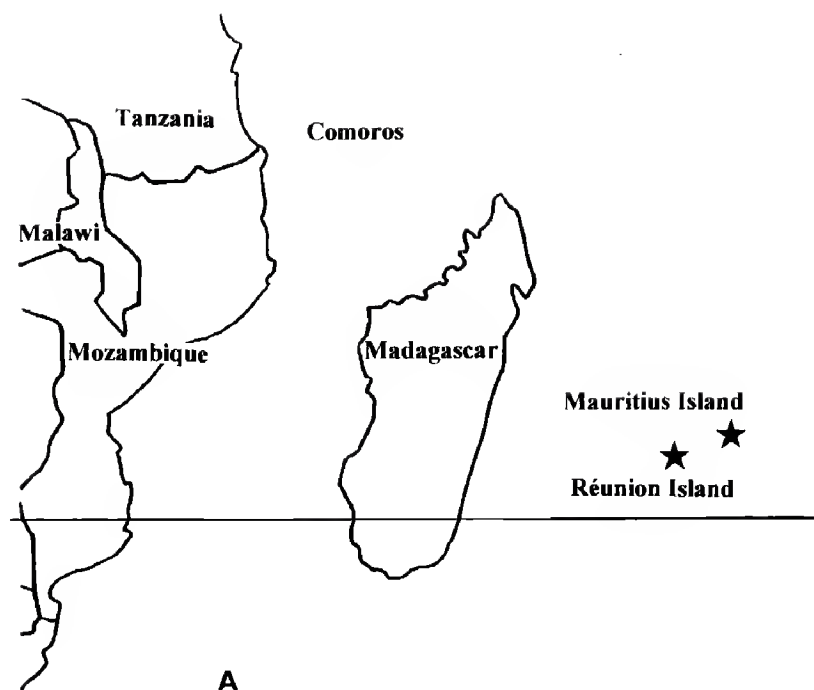 Tanzania
Comoros
Malawi
Mozambique
Madagascar
Mauritius Island
Réunion Island
A